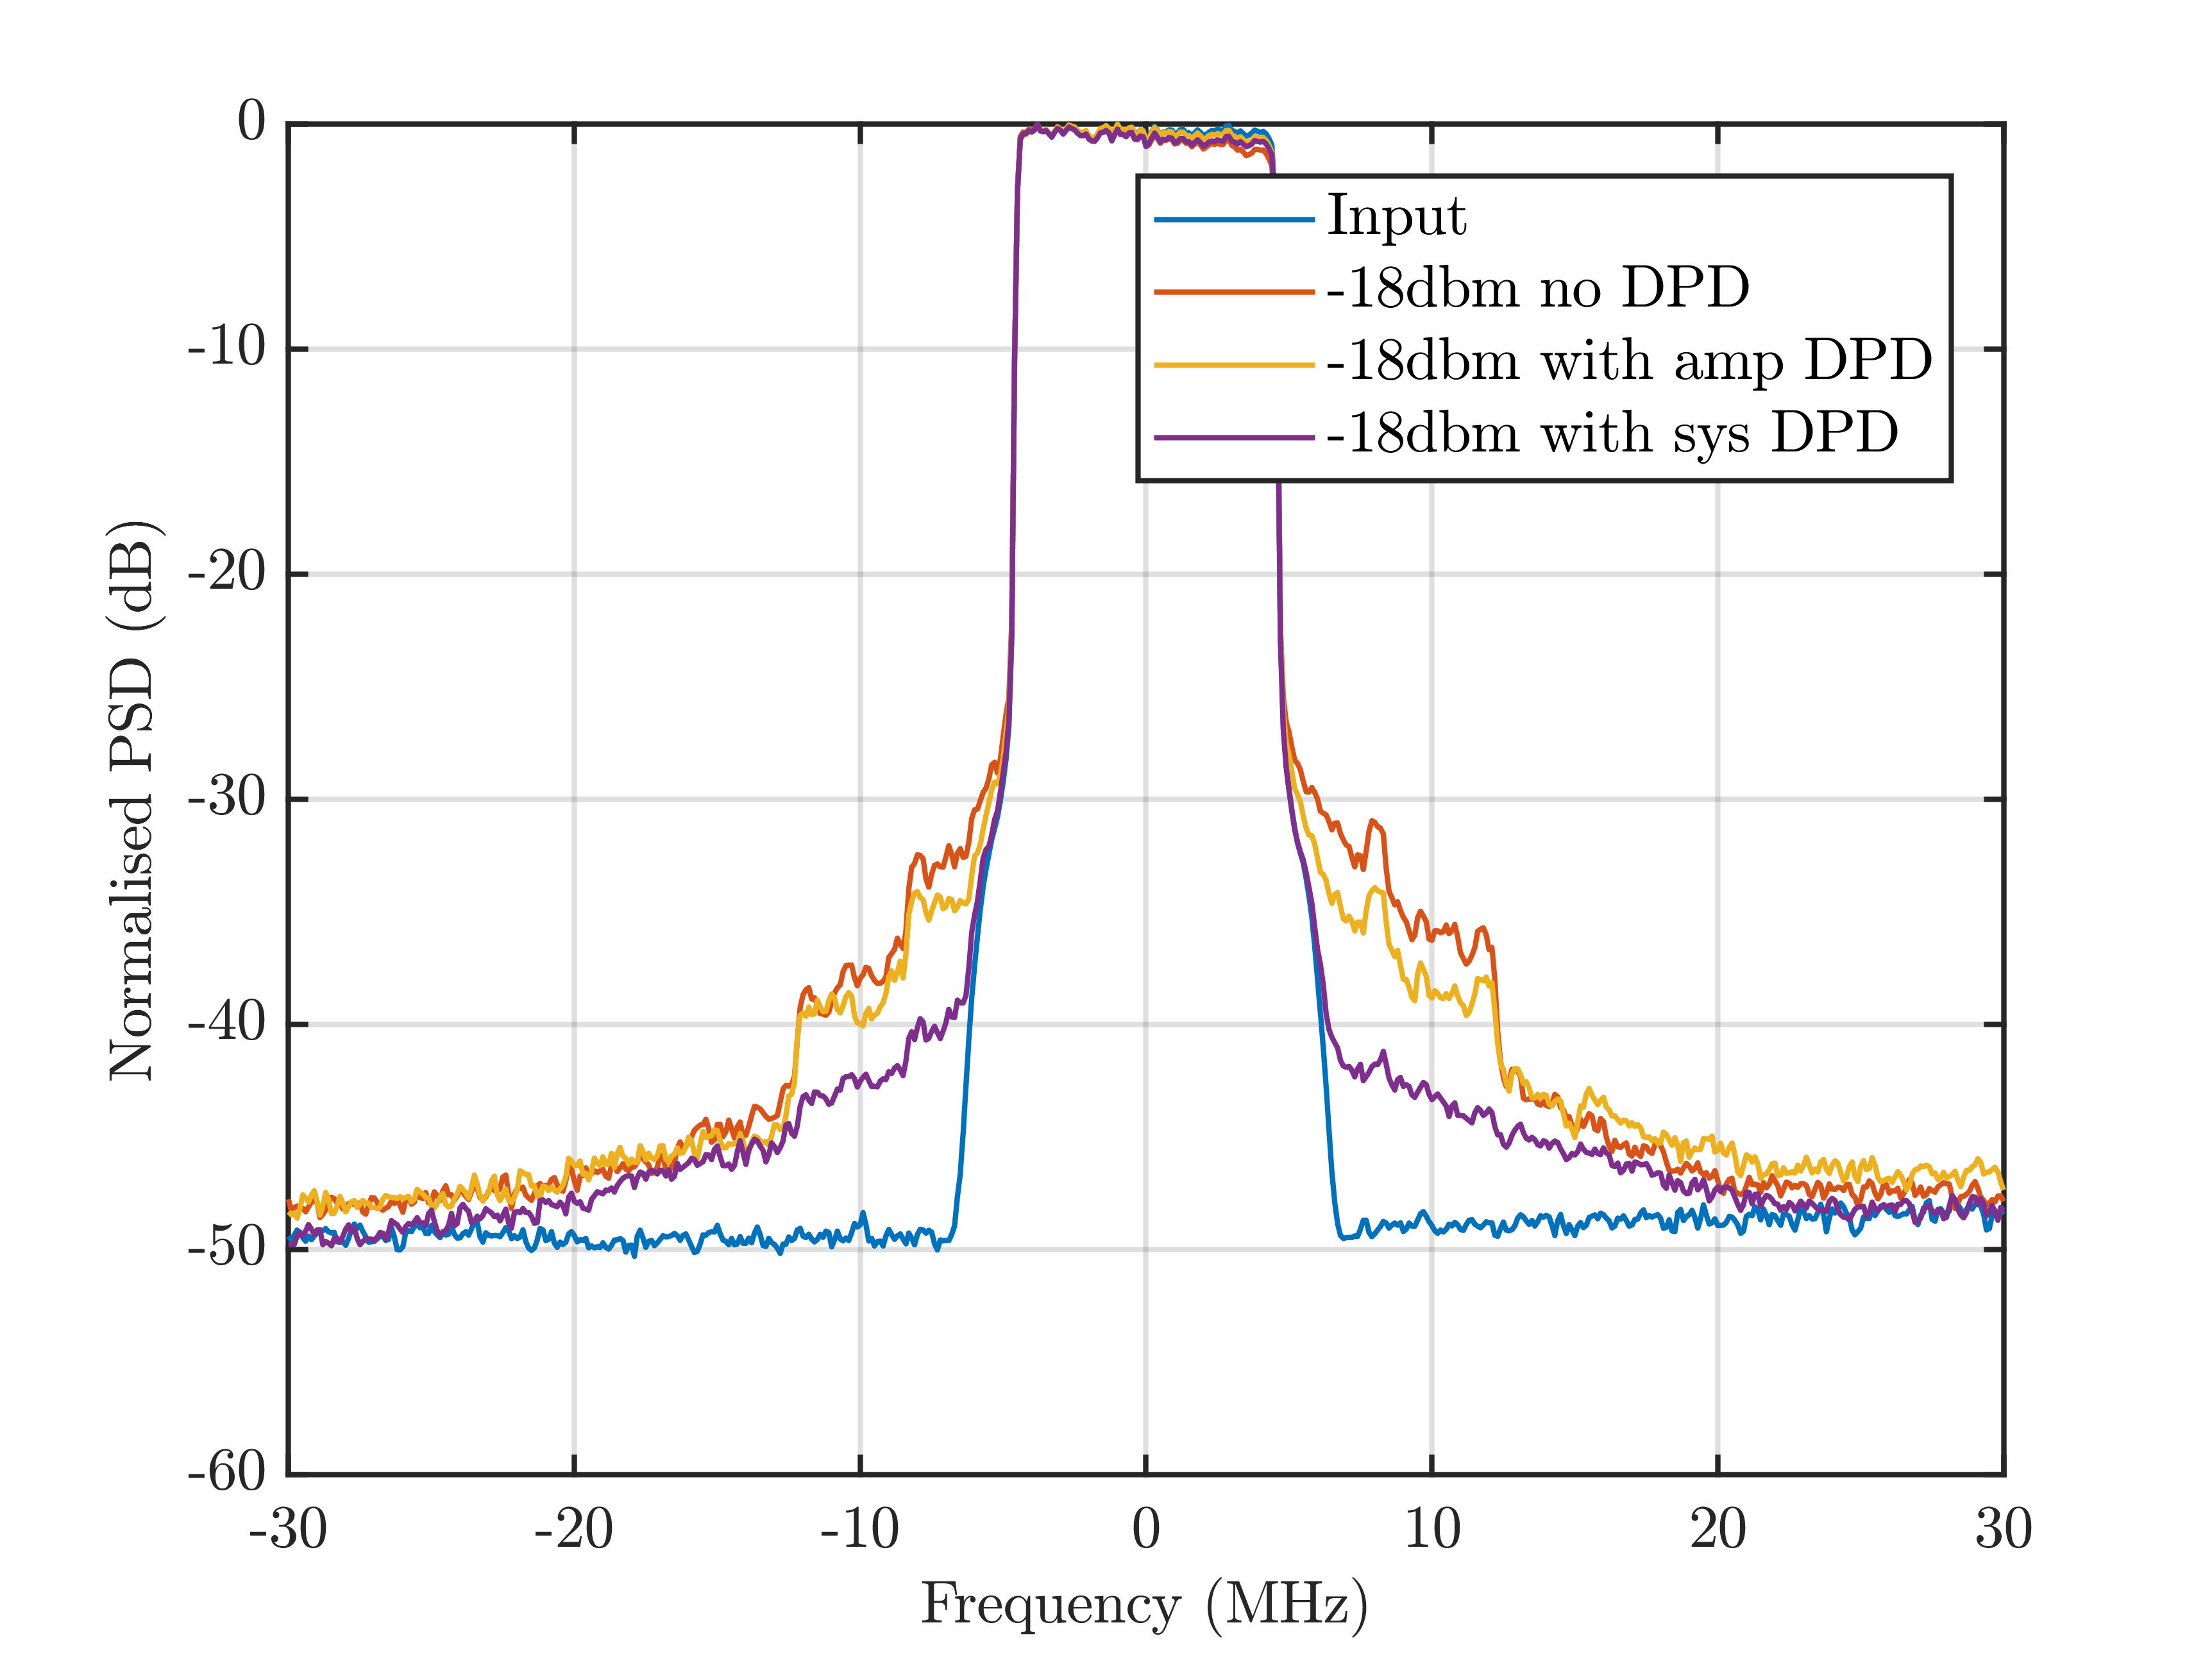 0
-10
-20
-30
-40
-50
-60
Normalised PSD (dB)
Input
-18dbm no DPD
-18dbm with amp DPD
-18dbm with sys DPD
-30 -20 -10 0 10 20 30
Frequency (MHz)